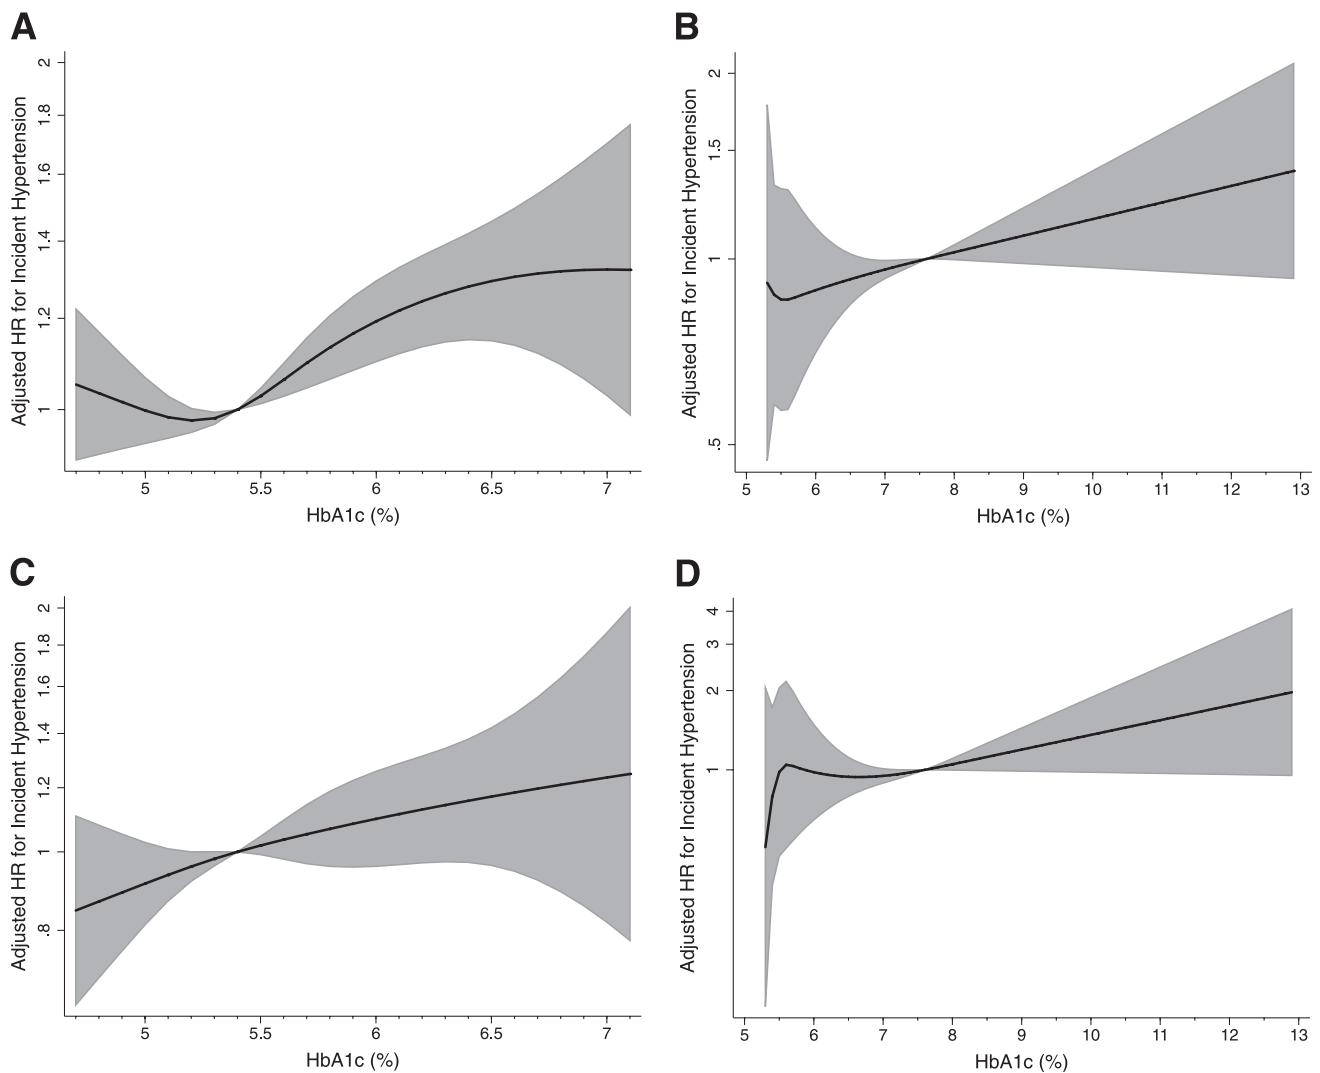 A
Adjusted HR for Incident Hypertension
2
1.8
1.6
1.4
1.2
1
5 5.5 6 6.5 7
HbA1c (%)
B
Adjusted HR for Incident Hypertension
2
1.5
1
.5
5 6 7 8 9 10 11 12 13
HbA1c (%)
C
Adjusted HR for Incident Hypertension
2
1.8
1.6
1.4
1.2
1
.8
5 5.5 6 6.5 7
HbA1c (%)
D
Adjusted HR for Incident Hypertension
4
3
2
1
5 6 7 8 9 10 11 12 13
HbA1c (%)